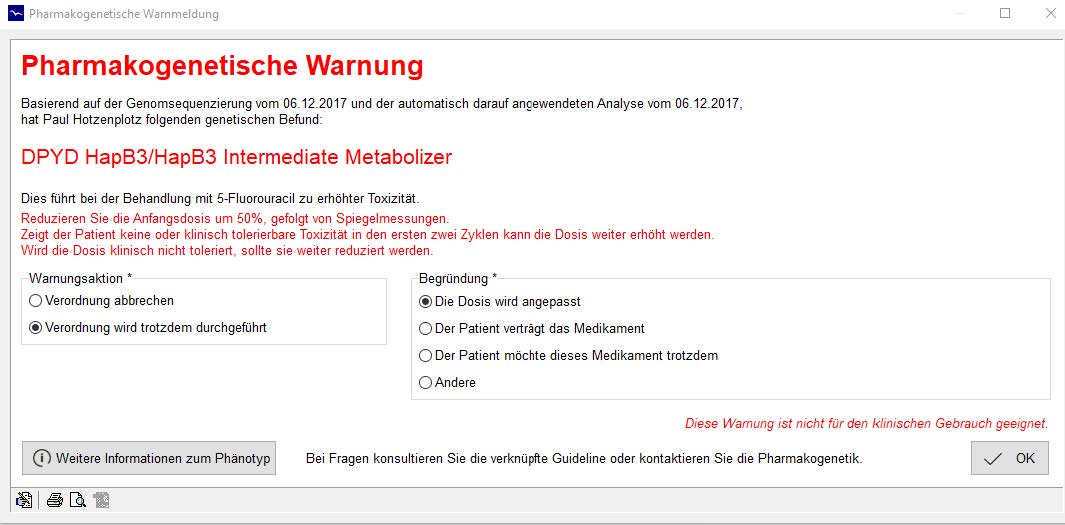 Pharmakogenetische Warnmeldung
Pharmakogenetische Warnung
Basierend auf der Genomsequenzierung vom 06.12.2017 und der automatisch darauf angewendeten Analyse vom 06.12.2017,
hat Paul Hotzenplotz folgenden genetischen Befund:
DPYD HapB3/HapB3 Intermediate Metabolizer
Dies führt bei der Behandlung mit 5-Fluorouracil zu erhöhter Toxizität.
Reduzieren Sie die Anfangsdosis um 50%, gefolgt von Spiegelmessungen.
Zeigt der Patient keine oder klinisch tolerierbare Toxizität in den ersten zwei Zyklen kann die Dosis weiter erhöht werden.
Wird die Dosis klinisch nicht toleriert, sollte sie weiter reduziert werden.
Warnungsaktion *
Verordnung abbrechen
Verordnung wird trotzdem durchgeführt
Begründung *
Die Dosis wird angepasst
Der Patient verträgt das Medikament
Der Patient möchte dieses Medikament trotzdem
Andere
Diese Warnung ist nicht für den klinischen Gebrauch geeignet.
Weitere Informationen zum Phänotyp
Bei Fragen konsultieren Sie die verknüpfte Guideline oder kontaktieren Sie die Pharmakogenetik.
OK